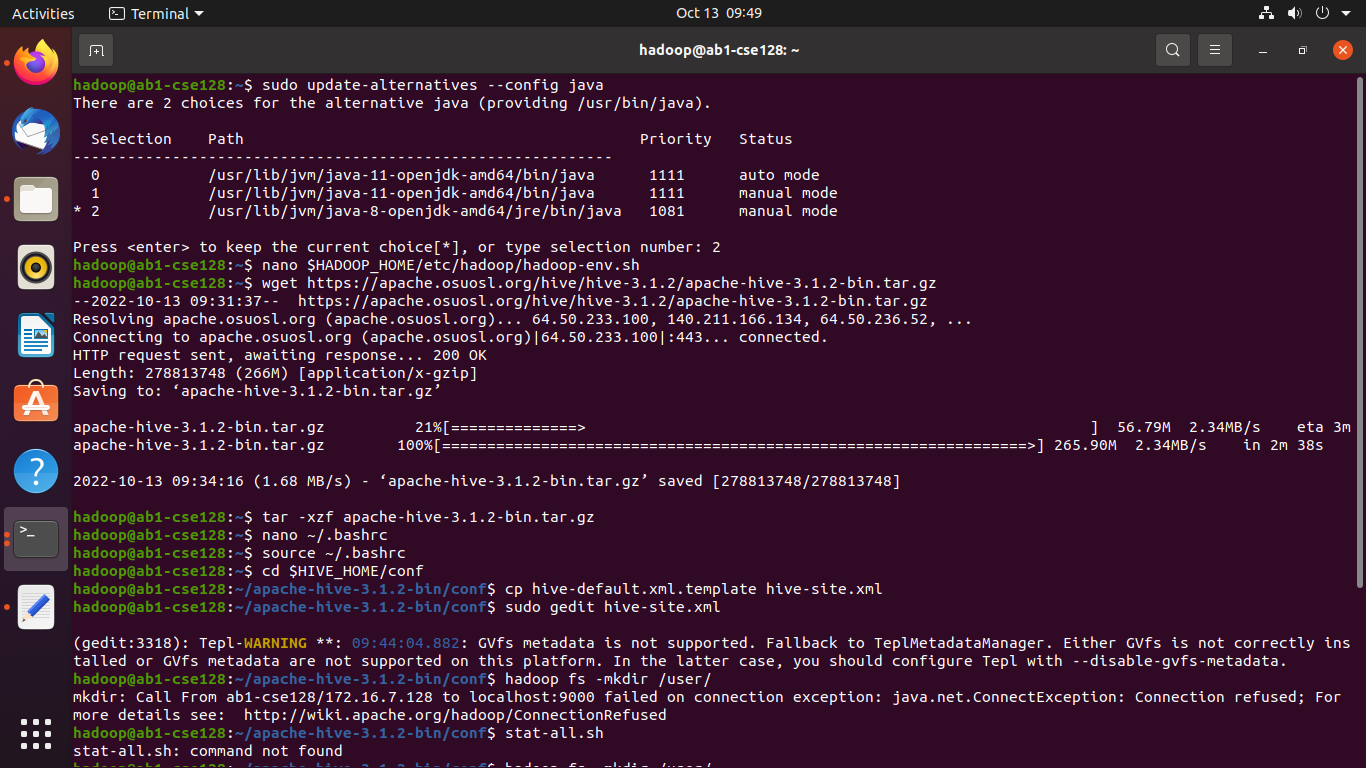 Activities
Terminal
Oct 13 09:49
hadoop@ab1-cse128: ~
hadoop@ab1-cse128:~$ sudo update-alternatives --config java
There are 2 choices for the alternative java (providing /usr/bin/java).
Selection    Path                                            Priority   Status
------------------------------------------------------------
0            /usr/lib/jvm/java-11-openjdk-amd64/bin/java      1111      auto mode
1            /usr/lib/jvm/java-11-openjdk-amd64/bin/java      1111      manual mode
* 2            /usr/lib/jvm/java-8-openjdk-amd64/jre/bin/java   1081      manual mode
Press <enter> to keep the current choice[*], or type selection number: 2
hadoop@ab1-cse128:~$ nano $HADOOP_HOME/etc/hadoop/hadoop-env.sh
hadoop@ab1-cse128:~$ wget https://apache.osuosl.org/hive/hive-3.1.2/apache-hive-3.1.2-bin.tar.gz
--2022-10-13 09:31:37--  https://apache.osuosl.org/hive/hive-3.1.2/apache-hive-3.1.2-bin.tar.gz
Resolving apache.osuosl.org (apache.osuosl.org)... 64.50.233.100, 140.211.166.134, 64.50.236.52, ...
Connecting to apache.osuosl.org (apache.osuosl.org)|64.50.233.100|:443... connected.
HTTP request sent, awaiting response... 200 OK
Length: 278813748 (266M) [application/x-gzip]
Saving to: ‘apache-hive-3.1.2-bin.tar.gz’
apache-hive-3.1.2-bin.tar.gz          21%[==============>                                                        ]  56.79M  2.34MB/s    eta 3m
apache-hive-3.1.2-bin.tar.gz        100%[=================================================================>] 265.90M  2.34MB/s    in 2m 38s
2022-10-13 09:34:16 (1.68 MB/s) - ‘apache-hive-3.1.2-bin.tar.gz’ saved [278813748/278813748]
hadoop@ab1-cse128:~$ tar -xzf apache-hive-3.1.2-bin.tar.gz
hadoop@ab1-cse128:~$ nano ~/.bashrc
hadoop@ab1-cse128:~$ source ~/.bashrc
hadoop@ab1-cse128:~$ cd $HIVE_HOME/conf
hadoop@ab1-cse128:~/apache-hive-3.1.2-bin/conf$ cp hive-default.xml.template hive-site.xml
hadoop@ab1-cse128:~/apache-hive-3.1.2-bin/conf$ sudo gedit hive-site.xml
(gedit:3318): Tepl-WARNING **: 09:44:04.882: GVfs metadata is not supported. Fallback to TeplMetadataManager. Either GVfs is not correctly ins
talled or GVfs metadata are not supported on this platform. In the latter case, you should configure Tepl with --disable-gvfs-metadata.
hadoop@ab1-cse128:~/apache-hive-3.1.2-bin/conf$ hadoop fs -mkdir /user/
mkdir: Call From ab1-cse128/172.16.7.128 to localhost:9000 failed on connection exception: java.net.ConnectException: Connection refused; For
more details see:  http://wiki.apache.org/hadoop/ConnectionRefused
hadoop@ab1-cse128:~/apache-hive-3.1.2-bin/conf$ stat-all.sh
stat-all.sh: command not found
hadoop@ab1-cse128:~/apache-hive-3.1.2-bin/conf$ hadoop fs -mkdir /user/